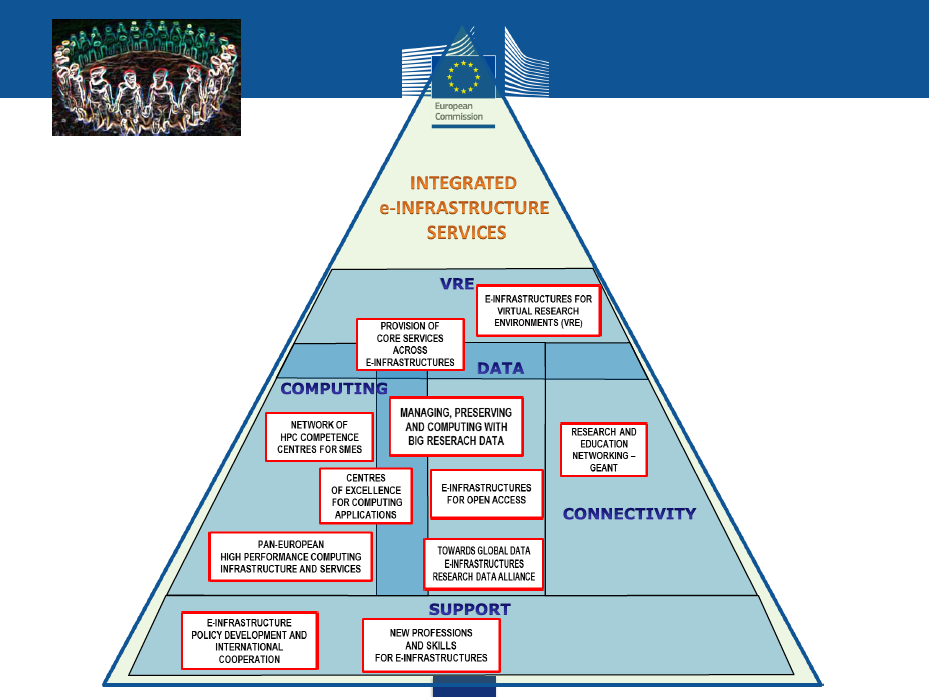 European
Commission
INTEGRATED
e-INFRASTRUCTURE
SERVICES
VRE
E-INFRASTRUCTURES FOR
VIRTUAL RESEARCH
ENVIRONMENTS (VRE)
PROVISION OF
CORE SERVICES
ACROSS
E-INFRASTRUCTURES
DATA
COMPUTING
MANAGING, PRESERVING
AND COMPUTING WITH
BIG RESERACH DATA
NETWORK OF
HPC COMPETENCE
CENTRES FOR SMES
RESEARCH AND
EDUCATION
NETWORKING –
GEANT
CENTRES
OF EXCELLENCE
FOR COMPUTING
APPLICATIONS
E-INFRASTRUCTURES
FOR OPEN ACCESS
CONNECTIVITY
PAN-EUROPEAN
HIGH PERFORMANCE COMPUTING
INFRASTRUCTURE AND SERVICES
TOWARDS GLOBAL DATA
E-INFRASTRUCTURES
RESEARCH DATA ALLIANCE
SUPPORT
E-INFRASTRUCTURE
POLICY DEVELOPMENT AND
INTERNATIONAL
COOPERATION
NEW PROFESSIONS
AND SKILLS
FOR E-INFRASTRUCTURES